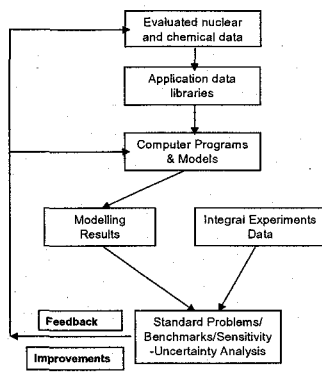 Evaluated nuclear
and chemical data
Application data
libraries
Computer Programs
& Models
Modelling
Results
Integral Experiments
Data
Standard Problems/
Benchmarks/Sensitivity
-Uncertainty Analysis
Feedback
Improvements